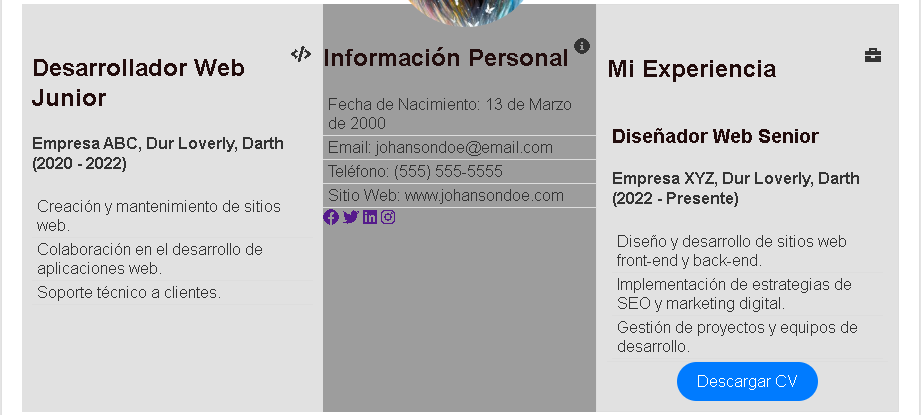 Desarrollador Web
Junior
Empresa ABC, Dur Loverly, Darth
(2020 - 2022)
Creación y mantenimiento de sitios
web.
Colaboración en el desarrollo de
aplicaciones web.
Soporte técnico a clientes.
Información Personal
Fecha de Nacimiento: 13 de Marzo
de 2000
Email: johansondoe@email.com
Teléfono: (555) 555-5555
Sitio Web: www.johansondoe.com
Mi Experiencia
Diseñador Web Senior
Empresa XYZ, Dur Loverly, Darth
(2022 - Presente)
Diseño y desarrollo de sitios web
front-end y back-end.
Implementación de estrategias de
SEO y marketing digital.
Gestión de proyectos y equipos de
desarrollo.
Descargar CV